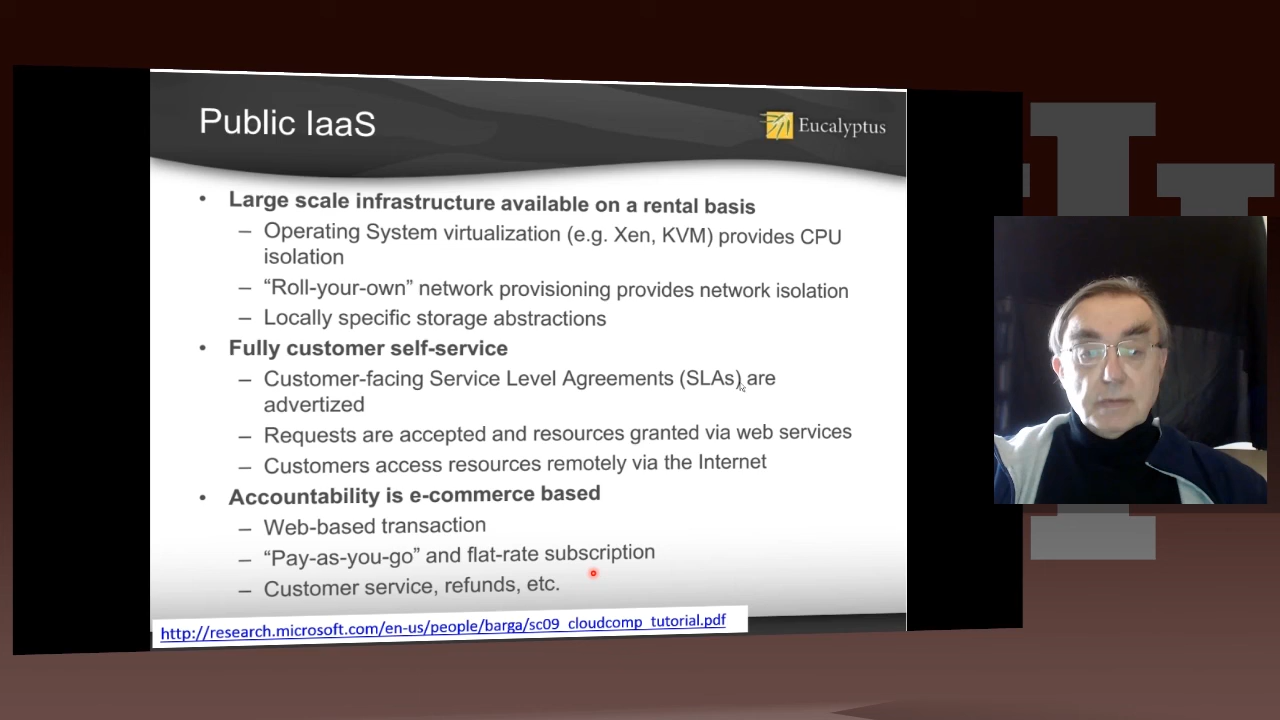 Public IaaS
Eucalyptus
• Large scale infrastructure available on a rental basis
– Operating System virtualization (e.g. Xen, KVM) provides CPU
isolation
– “Roll-your-own” network provisioning provides network isolation
– Locally specific storage abstractions
• Fully customer self-service
– Customer-facing Service Level Agreements (SLAs) are
advertized
– Requests are accepted and resources granted via web services
– Customers access resources remotely via the Internet
• Accountability is e-commerce based
– Web-based transaction
– “Pay-as-you-go” and flat-rate subscription
– Customer service, refunds, etc.
http://research.microsoft.com/en-us/people/barga/sc09_cloudcomp_tutorial.pdf